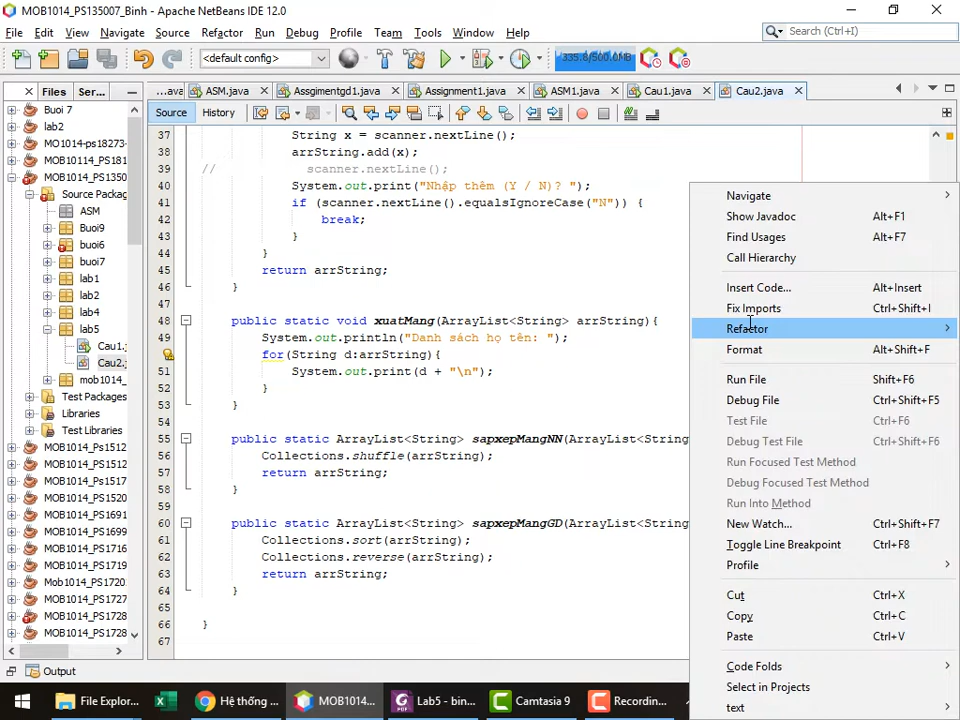 MOB1014_PS135007_Binh - Apache NetBeans IDE 12.0
File Edit View Navigate Source Refactor Run Debug Profile Team Tools Window Help
Search (Ctrl+I)
<default config>
335.8/500.0MB
Files Ser...
...ava ASM.java Assgimentgd1.java Assignment1.java ASM1.java Cau1.java Cau2.java
Source History
Buoi 7
lab2
MO1014-ps18273-
MOB10114_PS181
MOB1014_PS1350
Source Packag
ASM
Buoi9
buoi6
buoi7
lab1
lab2
lab4
lab5
Cau1.j
Cau2.j
mob1014_
Test Packages
Libraries
Test Libraries
MOB1014_Ps1512
MOB1014_Ps1512
MOB1014_Ps1517
MOB1014_PS1520
MOB1014_PS1691
MOB1014_PS1699
MOB1014_PS1716
MOB1014_PS1719
Mob1014_PS1720
MOB1014_PS1728
MOB1014_PS1728
37 String x = scanner.nextLine();
38 arrString.add(x);
39 // scanner.nextLine();
40 System.out.print("Nhập thêm (Y / N)? ");
41 if (scanner.nextLine().equalsIgnoreCase("N")) {
42 break;
43 }
44 }
45 return arrString;
46 }
47
48 public static void xuatMang(ArrayList<String> arrString){
49 System.out.println("Danh sách họ tên: ");
for(String d:arrString){
51 System.out.print(d + "\n");
52 }
53 }
54
55 public static ArrayList<String> sapxepMangNN(ArrayList<String
56 Collections.shuffle(arrString);
57 return arrString;
58 }
59
60 public static ArrayList<String> sapxepMangGD(ArrayList<String
61 Collections.sort(arrString);
62 Collections.reverse(arrString);
63 return arrString;
64 }
65
66 }
67
Navigate
Show Javadoc Alt+F1
Find Usages Alt+F7
Call Hierarchy
Insert Code... Alt+Insert
Fix Imports Ctrl+Shift+I
Refactor
Format Alt+Shift+F
Run File Shift+F6
Debug File Ctrl+Shift+F5
Test File Ctrl+F6
Debug Test File Ctrl+Shift+F6
Run Focused Test Method
Debug Focused Test Method
Run Into Method
New Watch... Ctrl+Shift+F7
Toggle Line Breakpoint Ctrl+F8
Profile
Cut Ctrl+X
Copy Ctrl+C
Paste Ctrl+V
Code Folds
Select in Projects
text
Output
File Explor... Hệ thống ... MOB1014... Lab5 - bin... Camtasia 9 Recordin...